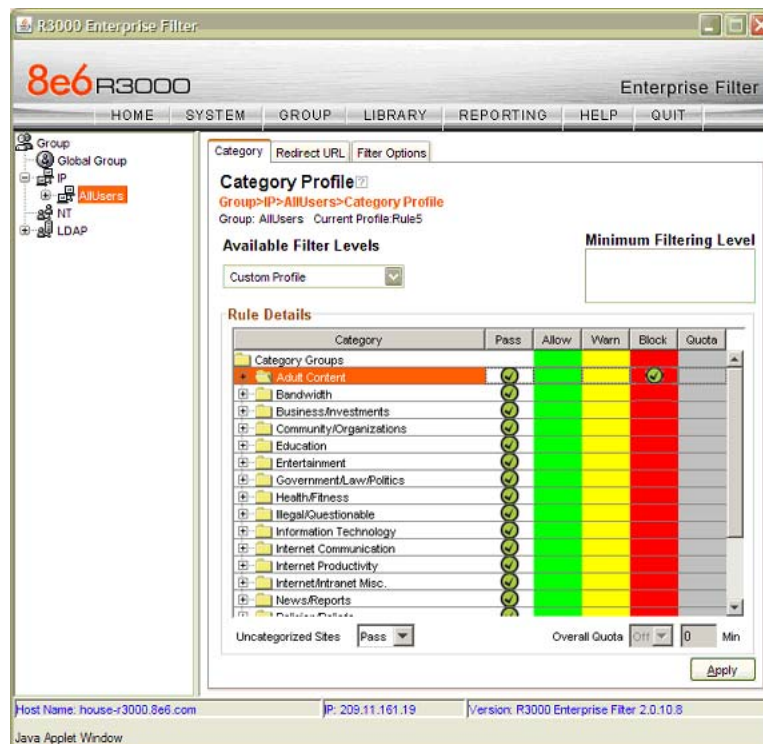 R3000 Enterprise Filter
8e6 R3000
Enterprise Filter
HOME SYSTEM GROUP LIBRARY REPORTING HELP QUIT
Group
Global Group
IP
AllUsers
NT
LDAP
Category Redirect URL Filter Options
Category Profile ?
Group>IP>AllUsers>Category Profile
Group: AllUsers Current Profile:Rule5
Available Filter Levels
Minimum Filtering Level
Custom Profile
Rule Details
Category Pass Allow Warn Block Quota
Category Groups
Adult Content
Bandwidth
Business/Investments
Community/Organizations
Education
Entertainment
Government/Law/Politics
Health/Fitness
Illegal/Questionable
Information Technology
Internet Communication
Internet Productivity
Internet/Intranet Misc.
News/Reports
Uncategorized Sites Pass Overall Quota Off 0 Min
Apply
Host Name: house-r3000.8e6.com IP: 209.11.161.19 Version: R3000 Enterprise Filter 2.0.10.8
Java Applet Window